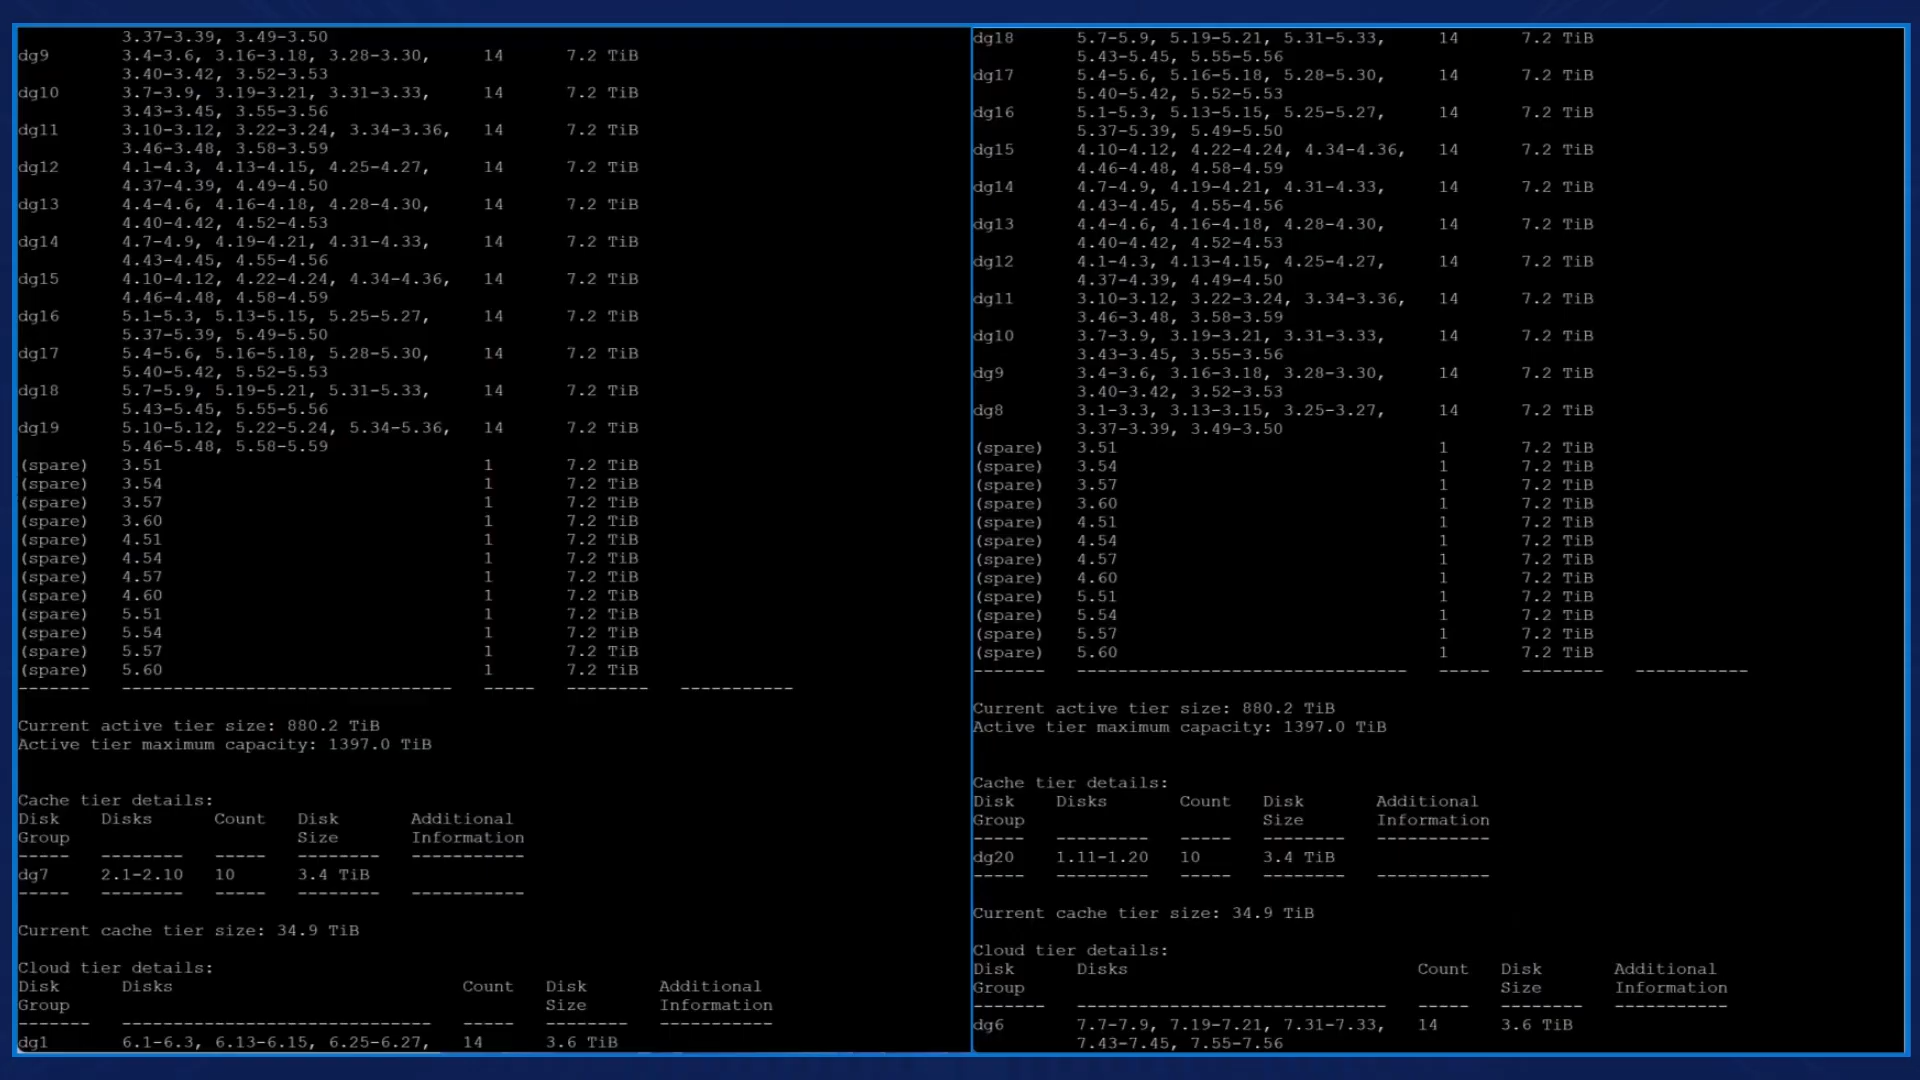 3.37-3.39, 3.49-3.50
dg9 3.4-3.6, 3.16-3.18, 3.28-3.30, 14 7.2 TiB
3.40-3.42, 3.52-3.53
dg10 3.7-3.9, 3.19-3.21, 3.31-3.33, 14 7.2 TiB
3.43-3.45, 3.55-3.56
dg11 3.10-3.12, 3.22-3.24, 3.34-3.36, 14 7.2 TiB
3.46-3.48, 3.58-3.59
dg12 4.1-4.3, 4.13-4.15, 4.25-4.27, 14 7.2 TiB
4.37-4.39, 4.49-4.50
dg13 4.4-4.6, 4.16-4.18, 4.28-4.30, 14 7.2 TiB
4.40-4.42, 4.52-4.53
dg14 4.7-4.9, 4.19-4.21, 4.31-4.33, 14 7.2 TiB
4.43-4.45, 4.55-4.56
dg15 4.10-4.12, 4.22-4.24, 4.34-4.36, 14 7.2 TiB
4.46-4.48, 4.58-4.59
dg16 5.1-5.3, 5.13-5.15, 5.25-5.27, 14 7.2 TiB
5.37-5.39, 5.49-5.50
dg17 5.4-5.6, 5.16-5.18, 5.28-5.30, 14 7.2 TiB
5.40-5.42, 5.52-5.53
dg18 5.7-5.9, 5.19-5.21, 5.31-5.33, 14 7.2 TiB
5.43-5.45, 5.55-5.56
dg19 5.10-5.12, 5.22-5.24, 5.34-5.36, 14 7.2 TiB
5.46-5.48, 5.58-5.59
(spare) 3.51 1 7.2 TiB
(spare) 3.54 1 7.2 TiB
(spare) 3.57 1 7.2 TiB
(spare) 3.60 1 7.2 TiB
(spare) 4.51 1 7.2 TiB
(spare) 4.54 1 7.2 TiB
(spare) 4.57 1 7.2 TiB
(spare) 4.60 1 7.2 TiB
(spare) 5.51 1 7.2 TiB
(spare) 5.54 1 7.2 TiB
(spare) 5.57 1 7.2 TiB
(spare) 5.60 1 7.2 TiB
------- -------------------------------- ----- -------- -----------
Current active tier size: 880.2 TiB
Active tier maximum capacity: 1397.0 TiB
Cache tier details:
Disk Disks Count Disk Additional
Group Size Information
----- -------- ----- -------- -----------
dg7 2.1-2.10 10 3.4 TiB
----- -------- ----- -------- -----------
Current cache tier size: 34.9 TiB
Cloud tier details:
Disk Disks Count Disk Additional
Group Size Information
------- ------------------------------ ----- -------- -----------
dg1 6.1-6.3, 6.13-6.15, 6.25-6.27, 14 3.6 TiB
dg18 5.7-5.9, 5.19-5.21, 5.31-5.33, 14 7.2 TiB
5.43-5.45, 5.55-5.56
dg17 5.4-5.6, 5.16-5.18, 5.28-5.30, 14 7.2 TiB
5.40-5.42, 5.52-5.53
dg16 5.1-5.3, 5.13-5.15, 5.25-5.27, 14 7.2 TiB
5.37-5.39, 5.49-5.50
dg15 4.10-4.12, 4.22-4.24, 4.34-4.36, 14 7.2 TiB
4.46-4.48, 4.58-4.59
dg14 4.7-4.9, 4.19-4.21, 4.31-4.33, 14 7.2 TiB
4.43-4.45, 4.55-4.56
dg13 4.4-4.6, 4.16-4.18, 4.28-4.30, 14 7.2 TiB
4.40-4.42, 4.52-4.53
dg12 4.1-4.3, 4.13-4.15, 4.25-4.27, 14 7.2 TiB
4.37-4.39, 4.49-4.50
dg11 3.10-3.12, 3.22-3.24, 3.34-3.36, 14 7.2 TiB
3.46-3.48, 3.58-3.59
dg10 3.7-3.9, 3.19-3.21, 3.31-3.33, 14 7.2 TiB
3.43-3.45, 3.55-3.56
dg9 3.4-3.6, 3.16-3.18, 3.28-3.30, 14 7.2 TiB
3.40-3.42, 3.52-3.53
dg8 3.1-3.3, 3.13-3.15, 3.25-3.27, 14 7.2 TiB
3.37-3.39, 3.49-3.50
(spare) 3.51 1 7.2 TiB
(spare) 3.54 1 7.2 TiB
(spare) 3.57 1 7.2 TiB
(spare) 3.60 1 7.2 TiB
(spare) 4.51 1 7.2 TiB
(spare) 4.54 1 7.2 TiB
(spare) 4.57 1 7.2 TiB
(spare) 4.60 1 7.2 TiB
(spare) 5.51 1 7.2 TiB
(spare) 5.54 1 7.2 TiB
(spare) 5.57 1 7.2 TiB
(spare) 5.60 1 7.2 TiB
------- -------------------------------- ----- -------- -----------
Current active tier size: 880.2 TiB
Active tier maximum capacity: 1397.0 TiB
Cache tier details:
Disk Disks Count Disk Additional
Group Size Information
----- --------- ----- -------- -----------
dg20 1.11-1.20 10 3.4 TiB
----- --------- ----- -------- -----------
Current cache tier size: 34.9 TiB
Cloud tier details:
Disk Disks Count Disk Additional
Group Size Information
------- ------------------------------ ----- -------- -----------
dg6 7.7-7.9, 7.19-7.21, 7.31-7.33, 14 3.6 TiB
7.43-7.45, 7.55-7.56